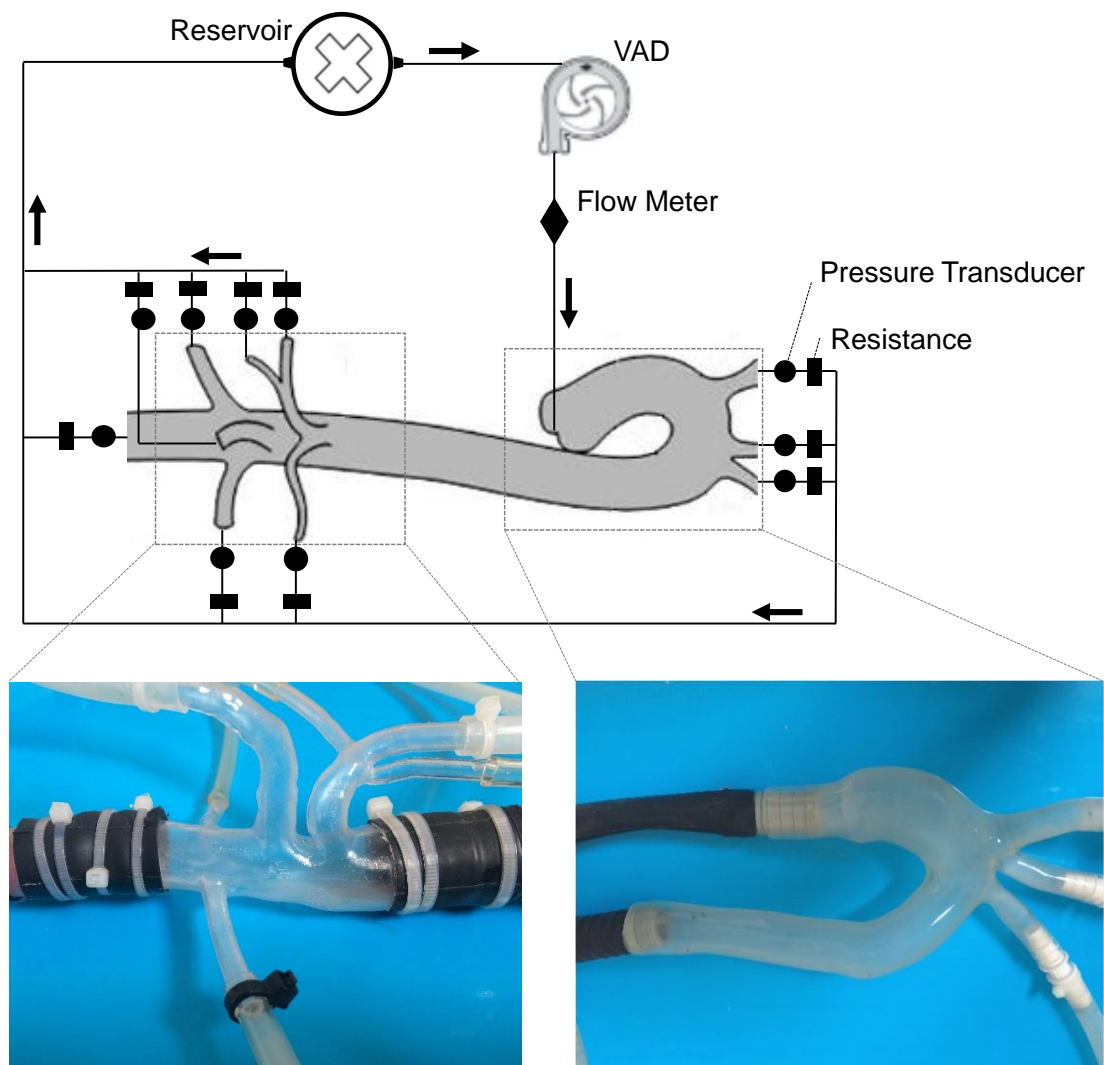 Reservoir
VAD
Flow Meter
Pressure Transducer
Resistance